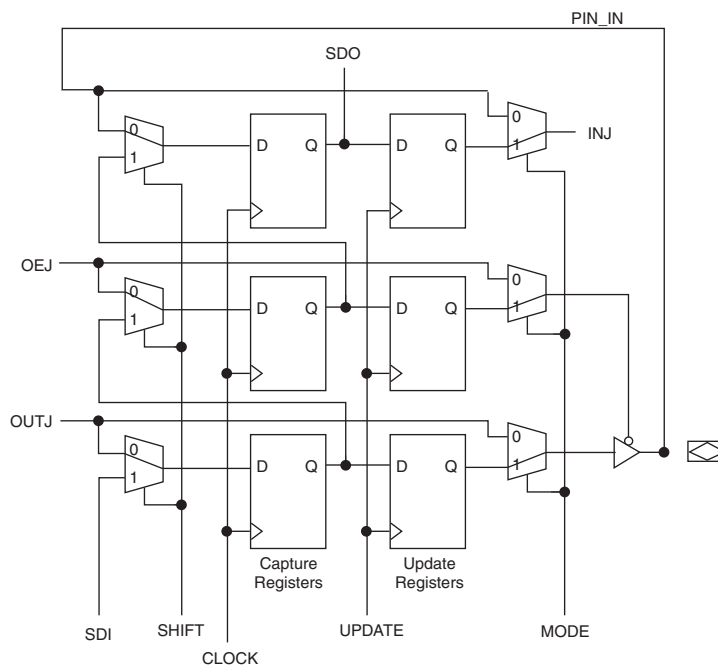 PIN_IN
SDO
0
1
D Q
D Q
0
1
INJ
OEJ
0
1
D Q
D Q
0
1
OUTJ
0
1
D Q
D Q
0
1
Capture
Registers
Update
Registers
SDI
SHIFT
CLOCK
UPDATE
MODE